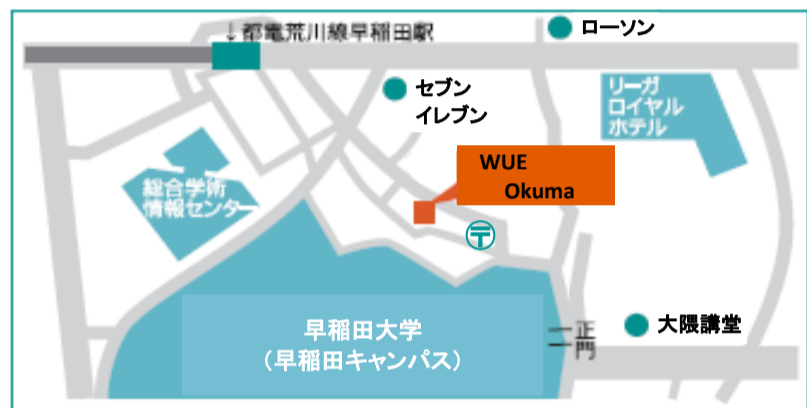 ↓都電荒川線早稲田駅
ローソン
セブン
イレブン
リーガ
ロイヤル
ホテル
WUE
Okuma
総合学術
情報センター
〒
早稲田大学
（早稲田キャンパス）
正門
大隈講堂